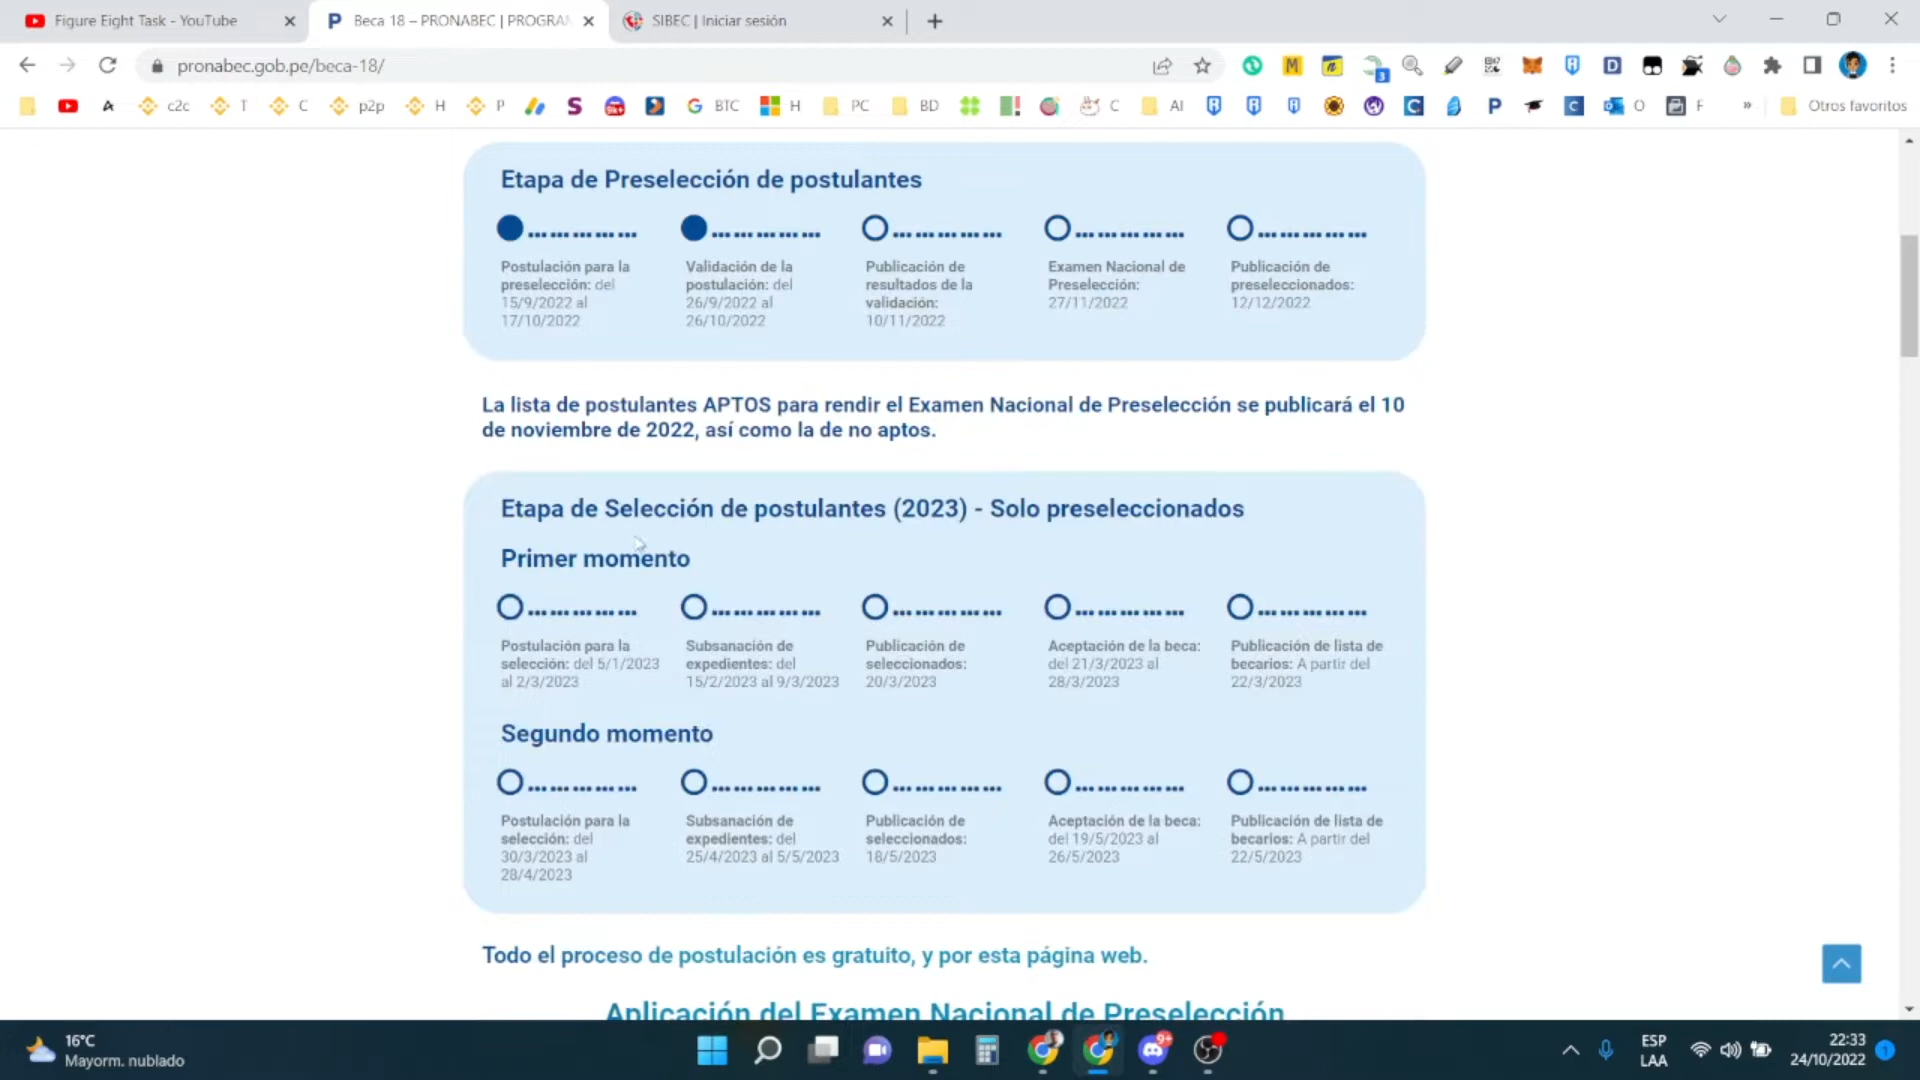 Figure Eight Task - YouTube
Beca 18 – PRONABEC | PROGRAM
SIBEC | Iniciar sesión
pronabec.gob.pe/beca-18/
c2c T C p2p H P BTC H PC BD C AI O F » Otros favoritos
Etapa de Preselección de postulantes
Postulación para la
preselección: del
15/9/2022 al
17/10/2022
Validación de la
postulación: del
26/9/2022 al
26/10/2022
Publicación de
resultados de la
validación:
10/11/2022
Examen Nacional de
Preselección:
27/11/2022
Publicación de
preseleccionados:
12/12/2022
La lista de postulantes APTOS para rendir el Examen Nacional de Preselección se publicará el 10
de noviembre de 2022, así como la de no aptos.
Etapa de Selección de postulantes (2023) - Solo preseleccionados
Primer momento
Postulación para la
selección: del 5/1/2023
al 2/3/2023
Subsanación de
expedientes: del
15/2/2023 al 9/3/2023
Publicación de
seleccionados:
20/3/2023
Aceptación de la beca:
del 21/3/2023 al
28/3/2023
Publicación de lista de
becarios: A partir del
22/3/2023
Segundo momento
Postulación para la
selección: del
30/3/2023 al
28/4/2023
Subsanación de
expedientes: del
25/4/2023 al 5/5/2023
Publicación de
seleccionados:
18/5/2023
Aceptación de la beca:
del 19/5/2023 al
26/5/2023
Publicación de lista de
becarios: A partir del
22/5/2023
Todo el proceso de postulación es gratuito, y por esta página web.
Aplicación del Examen Nacional de Preselección
16°C
Mayorm. nublado
ESP
LAA
22:33
24/10/2022